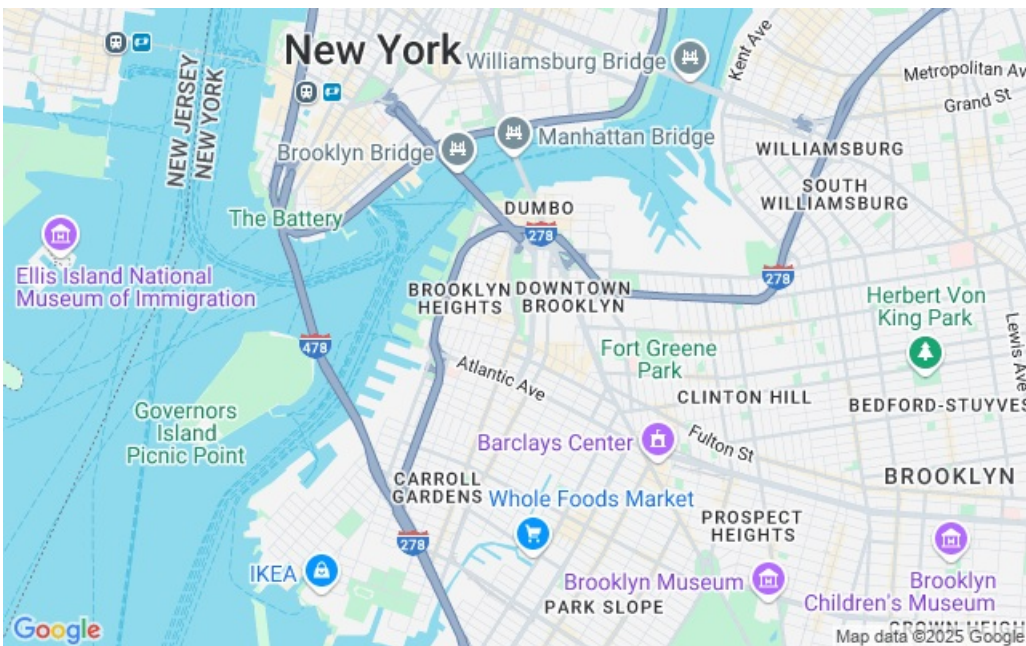 New York
Williamsburg Bridge
Kent Ave
Metropolitan Av
Grand St
NEW JERSEY
NEW YORK
Brooklyn Bridge
Manhattan Bridge
WILLIAMSBURG
SOUTH
WILLIAMSBURG
The Battery
DUMBO
278
Ellis Island National
Museum of Immigration
BROOKLYN
HEIGHTS
DOWNTOWN
BROOKLYN
278
Herbert Von
King Park
Lewis Ave
478
Fort Greene
Park
Atlantic Ave
CLINTON HILL
BEDFORD-STUYVES
Governors
Island
Picnic Point
Barclays Center
Fulton St
CARROLL
GARDENS
Whole Foods Market
BROOKLYN
PROSPECT
HEIGHTS
278
IKEA
Brooklyn Museum
Brooklyn
Children's Museum
PARK SLOPE
CROWN HEIGH
Google
Map data ©2025 Google